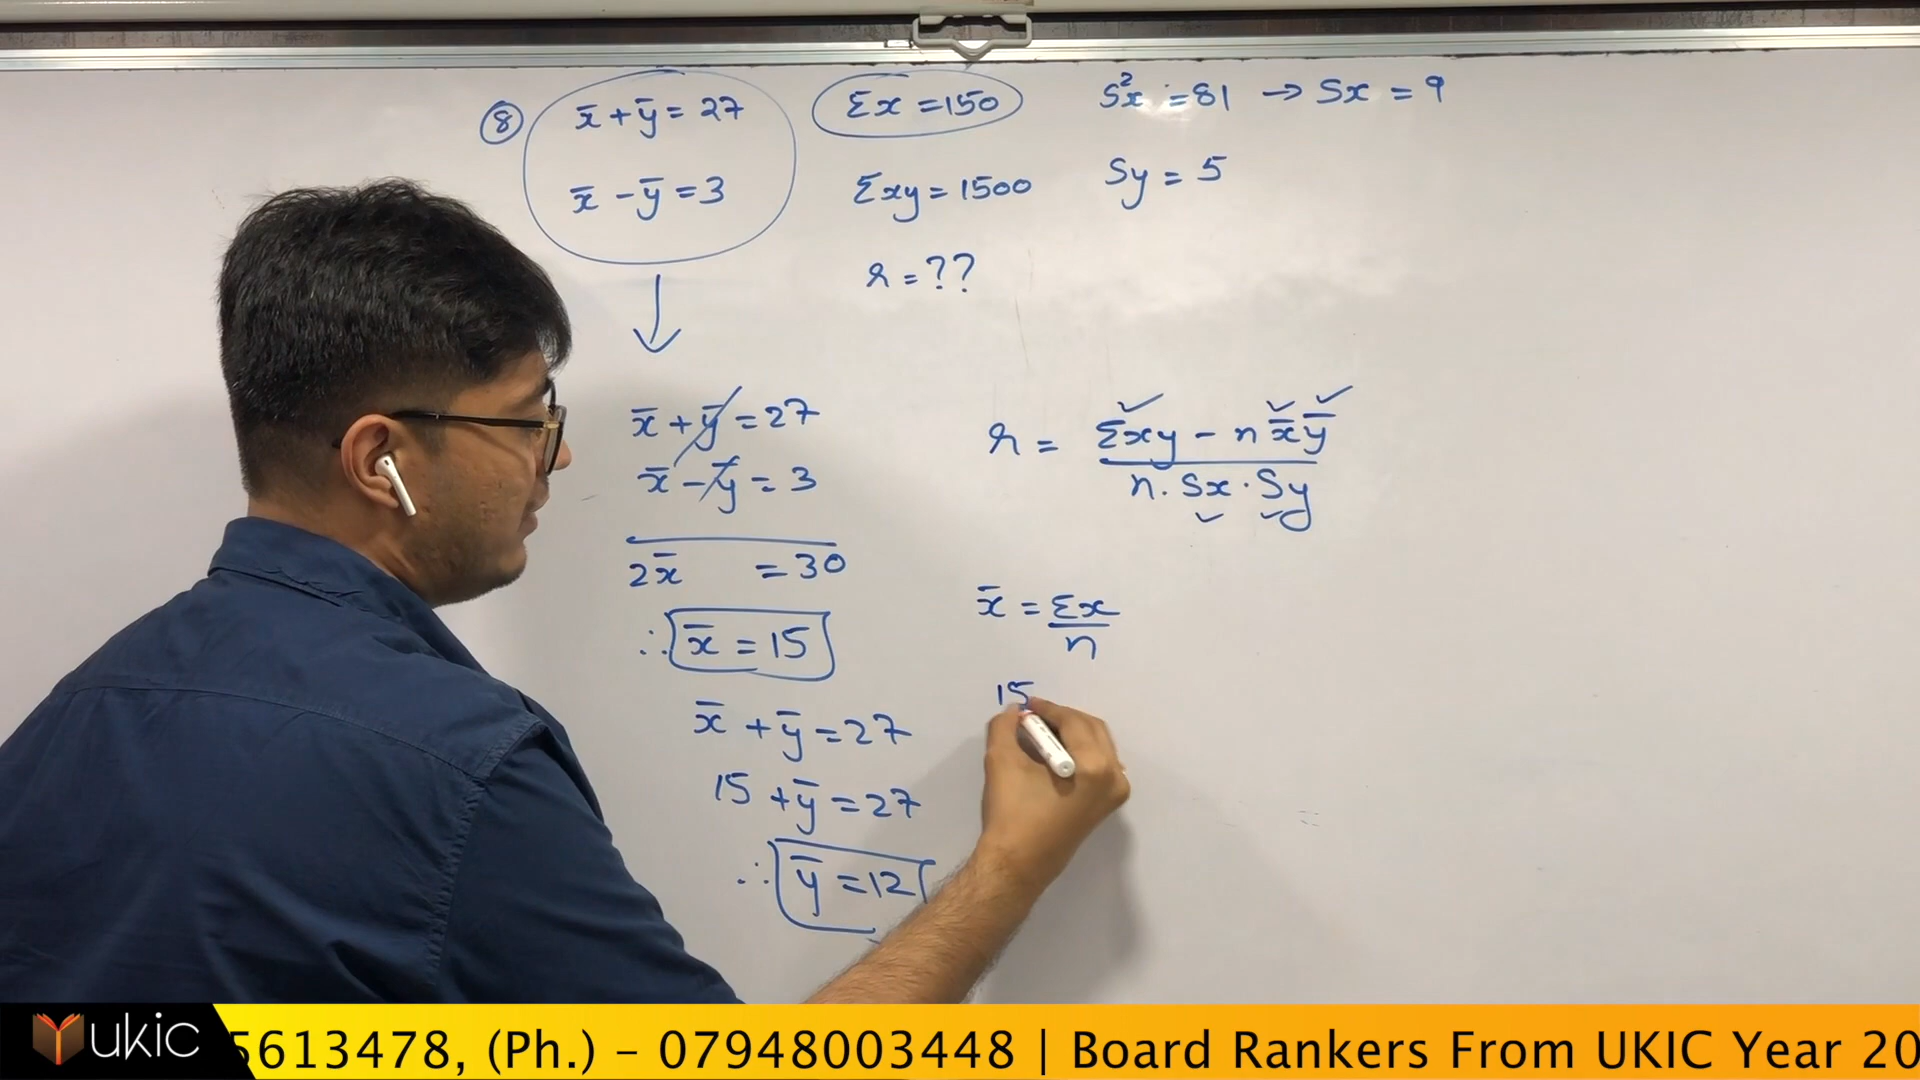 ⑧ x̄ + ȳ = 27
x̄ - ȳ = 3
Σx = 150
Σxy = 1500
r = ??
S²x = 81 → Sx = 9
Sy = 5
x̄ + ȳ = 27
x̄ - ȳ = 3
2x̄ = 30
∴ x̄ = 15
x̄ + ȳ = 27
15 + ȳ = 27
∴ ȳ = 12
r = Σxy - n x̄ ȳ
n . Sx . Sy
x̄ = Σx
n
15
ukic
5613478, (Ph.) – 07948003448 | Board Rankers From UKIC Year 20